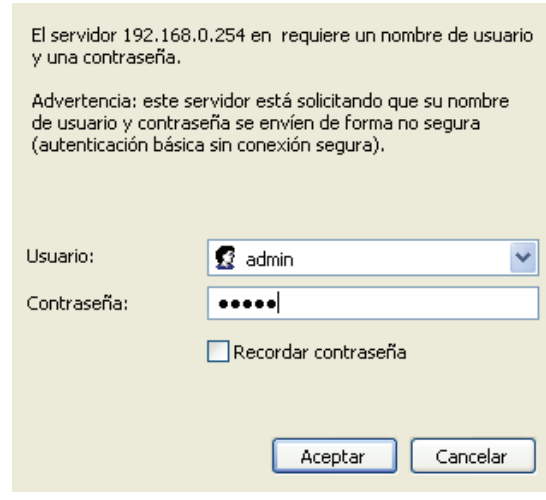 El servidor 192.168.0.254 en requiere un nombre de usuario
y una contraseña.
Advertencia: este servidor está solicitando que su nombre
de usuario y contraseña se envíen de forma no segura
(autenticación básica sin conexión segura).
Usuario:
admin
Contraseña:
●●●●●
Recordar contraseña
Aceptar
Cancelar